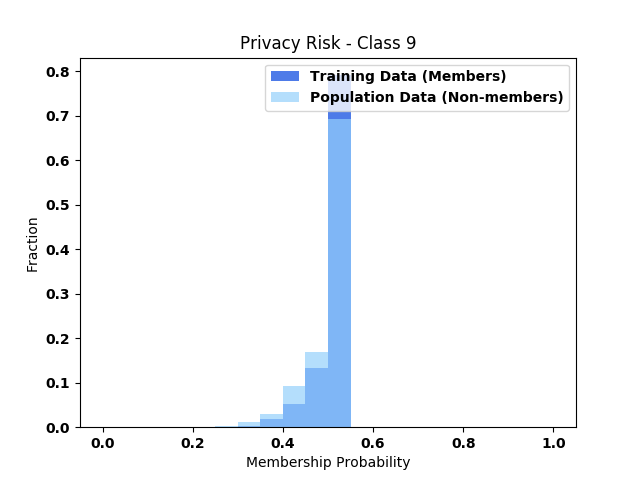 Privacy Risk - Class 9
Training Data (Members)
Population Data (Non-members)
Fraction
0.8
0.7
0.6
0.5
0.4
0.3
0.2
0.1
0.0
0.0 0.2 0.4 0.6 0.8 1.0
Membership Probability